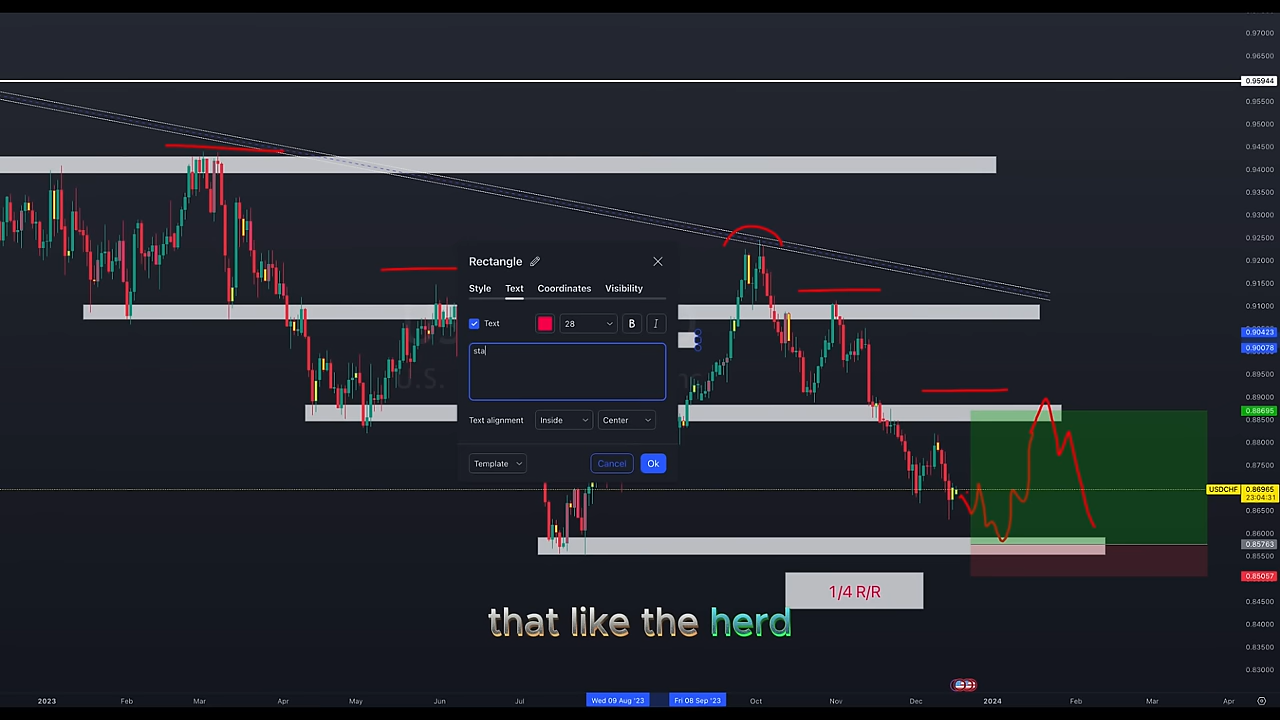 0.97000
0.96500
0.95944
0.95500
0.95000
0.94500
0.94000
0.93500
0.93000
0.92500
0.92000
0.91500
0.91000
0.90423
0.90078
0.89500
0.89000
0.88695
0.88500
0.88000
0.87500
USDCHF 0.86965
23:04:31
0.86500
0.86000
0.85763
0.85500
0.85057
0.84500
0.84000
0.83500
0.83000
Rectangle
Style Text Coordinates Visibility
Text 28 B I
sta
U.S.
Text alignment Inside Center
Template Cancel Ok
1/4 R/R
that like the herd
2023 Feb Mar Apr May Jun Jul Wed 09 Aug '23 Fri 08 Sep '23 Oct Nov Dec 2024 Feb Mar Apr